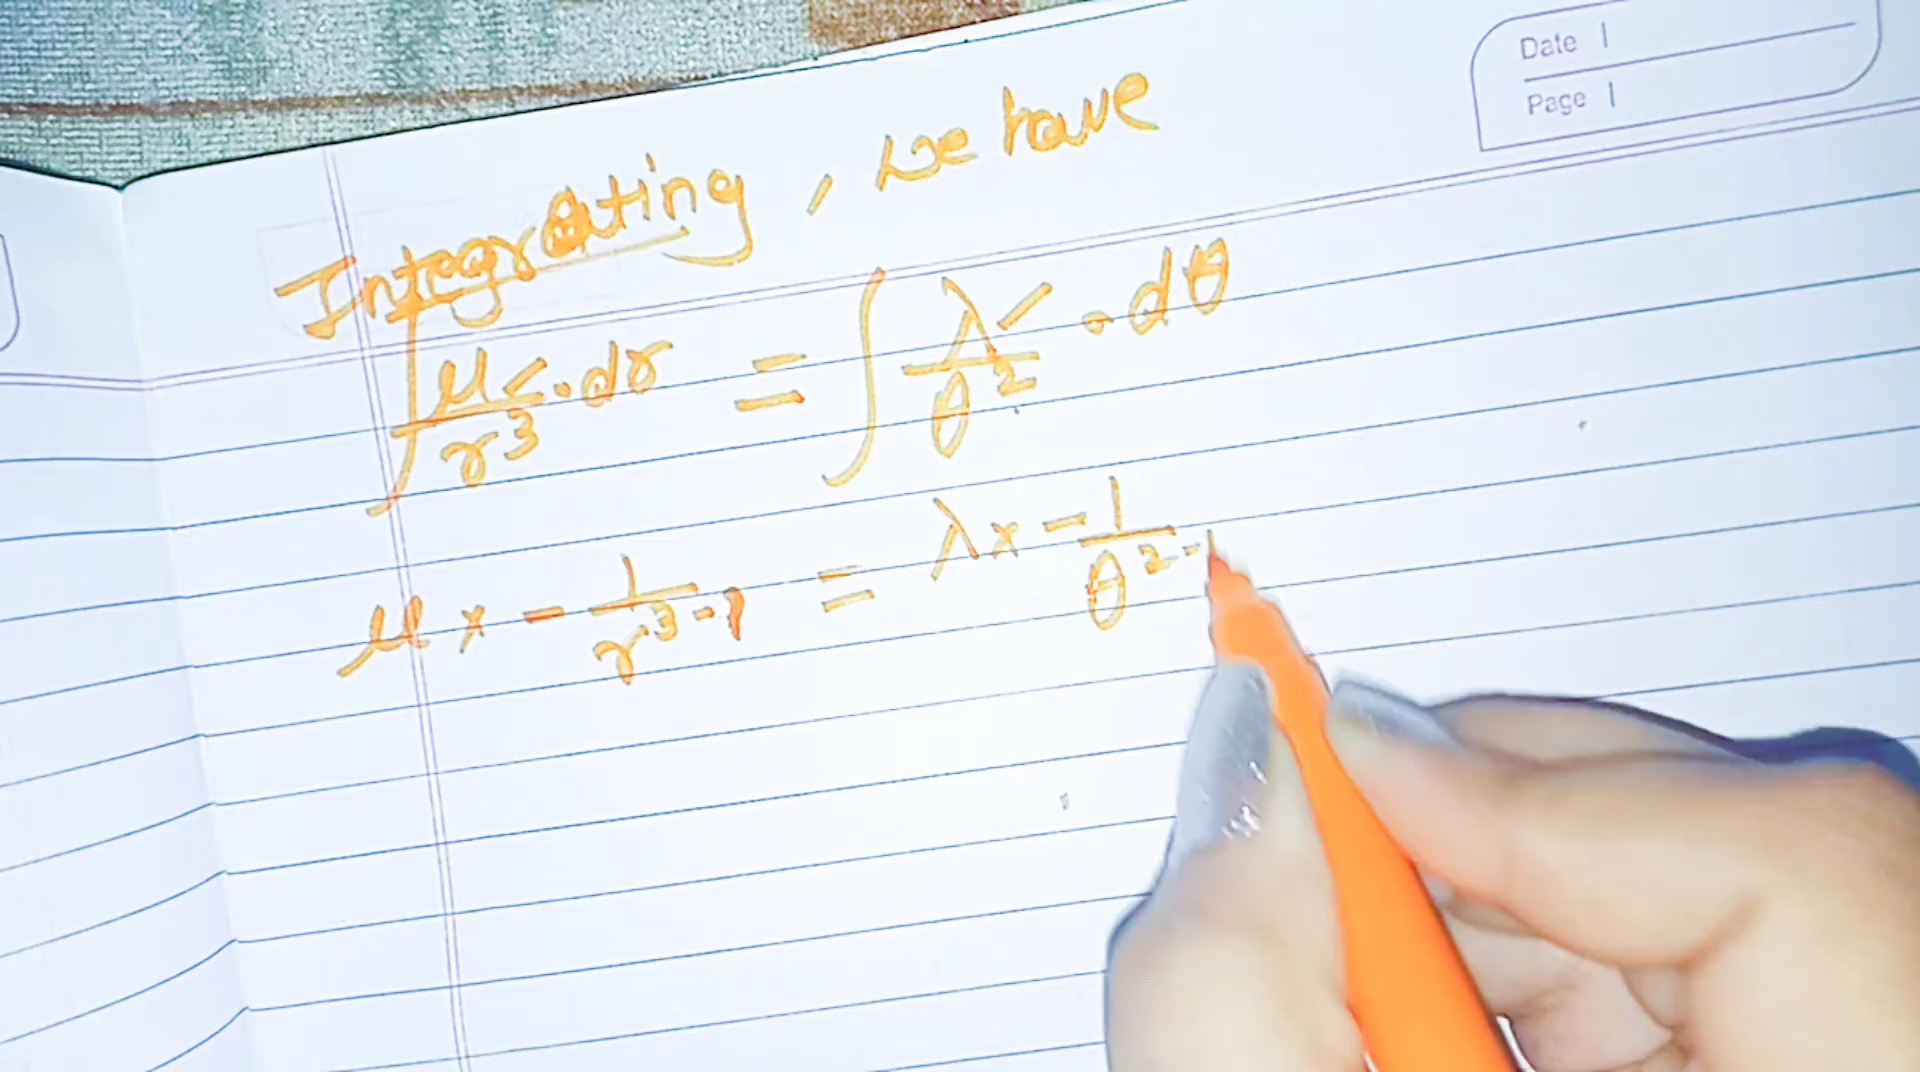 Date
Page
Integrating, we have
∫ μ/r³ · dr = ∫ λ/θ² · dθ
μ × - 1/r³⁻¹ = λ × - 1/θ²⁻¹